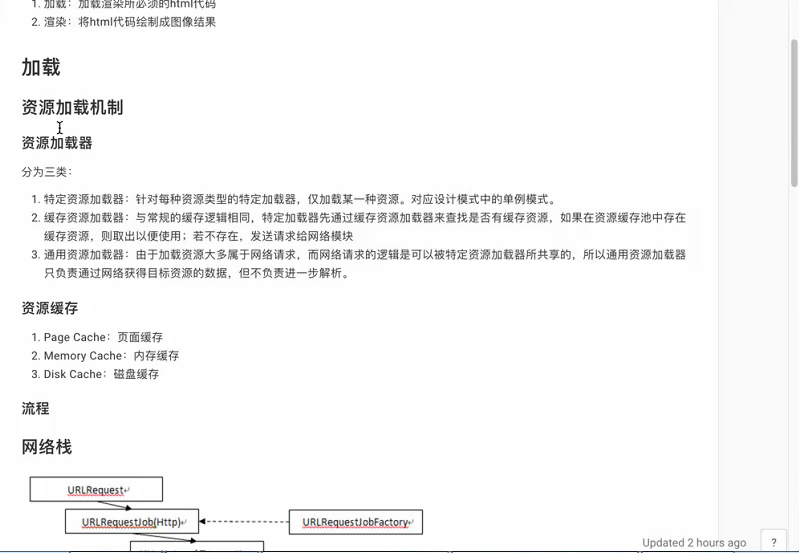 1. 加载：加载渲染所必须的html代码
2. 渲染：将html代码绘制成图像结果
加载
资源加载机制
资源加载器
分为三类：
1. 特定资源加载器：针对每种资源类型的特定加载器，仅加载某一种资源。对应设计模式中的单例模式。
2. 缓存资源加载器：与常规的缓存逻辑相同，特定加载器先通过缓存资源加载器来查找是否有缓存资源，如果在资源缓存池中存在
缓存资源，则取出以便使用；若不存在，发送请求给网络模块
3. 通用资源加载器：由于加载资源大多属于网络请求，而网络请求的逻辑是可以被特定资源加载器所共享的，所以通用资源加载器
只负责通过网络获得目标资源的数据，但不负责进一步解析。
资源缓存
1. Page Cache：页面缓存
2. Memory Cache：内存缓存
3. Disk Cache：磁盘缓存
流程
网络栈
URLRequest
URLRequestJob(Http)
URLRequestJobFactory
Updated 2 hours ago
?